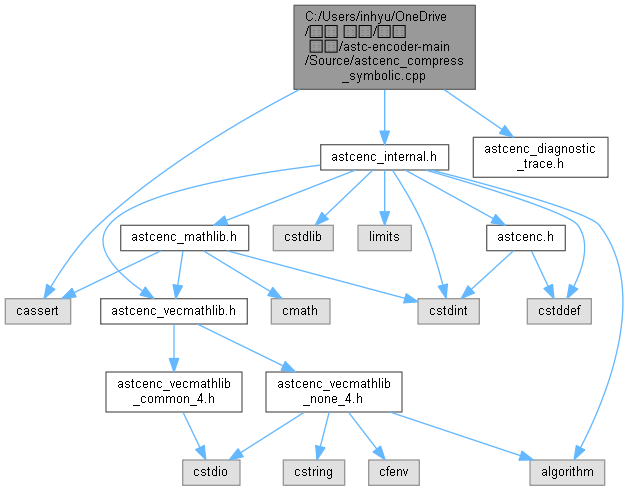 C:/Users/inhyu/OneDrive
/astc-encoder-main
/Source/astcenc_compress
_symbolic.cpp
astcenc_internal.h
astcenc_diagnostic
_trace.h
astcenc_mathlib.h
cstdlib
limits
astcenc.h
cassert
astcenc_vecmathlib.h
cmath
cstdint
cstddef
astcenc_vecmathlib
_common_4.h
astcenc_vecmathlib
_none_4.h
cstdio
cstring
cfenv
algorithm